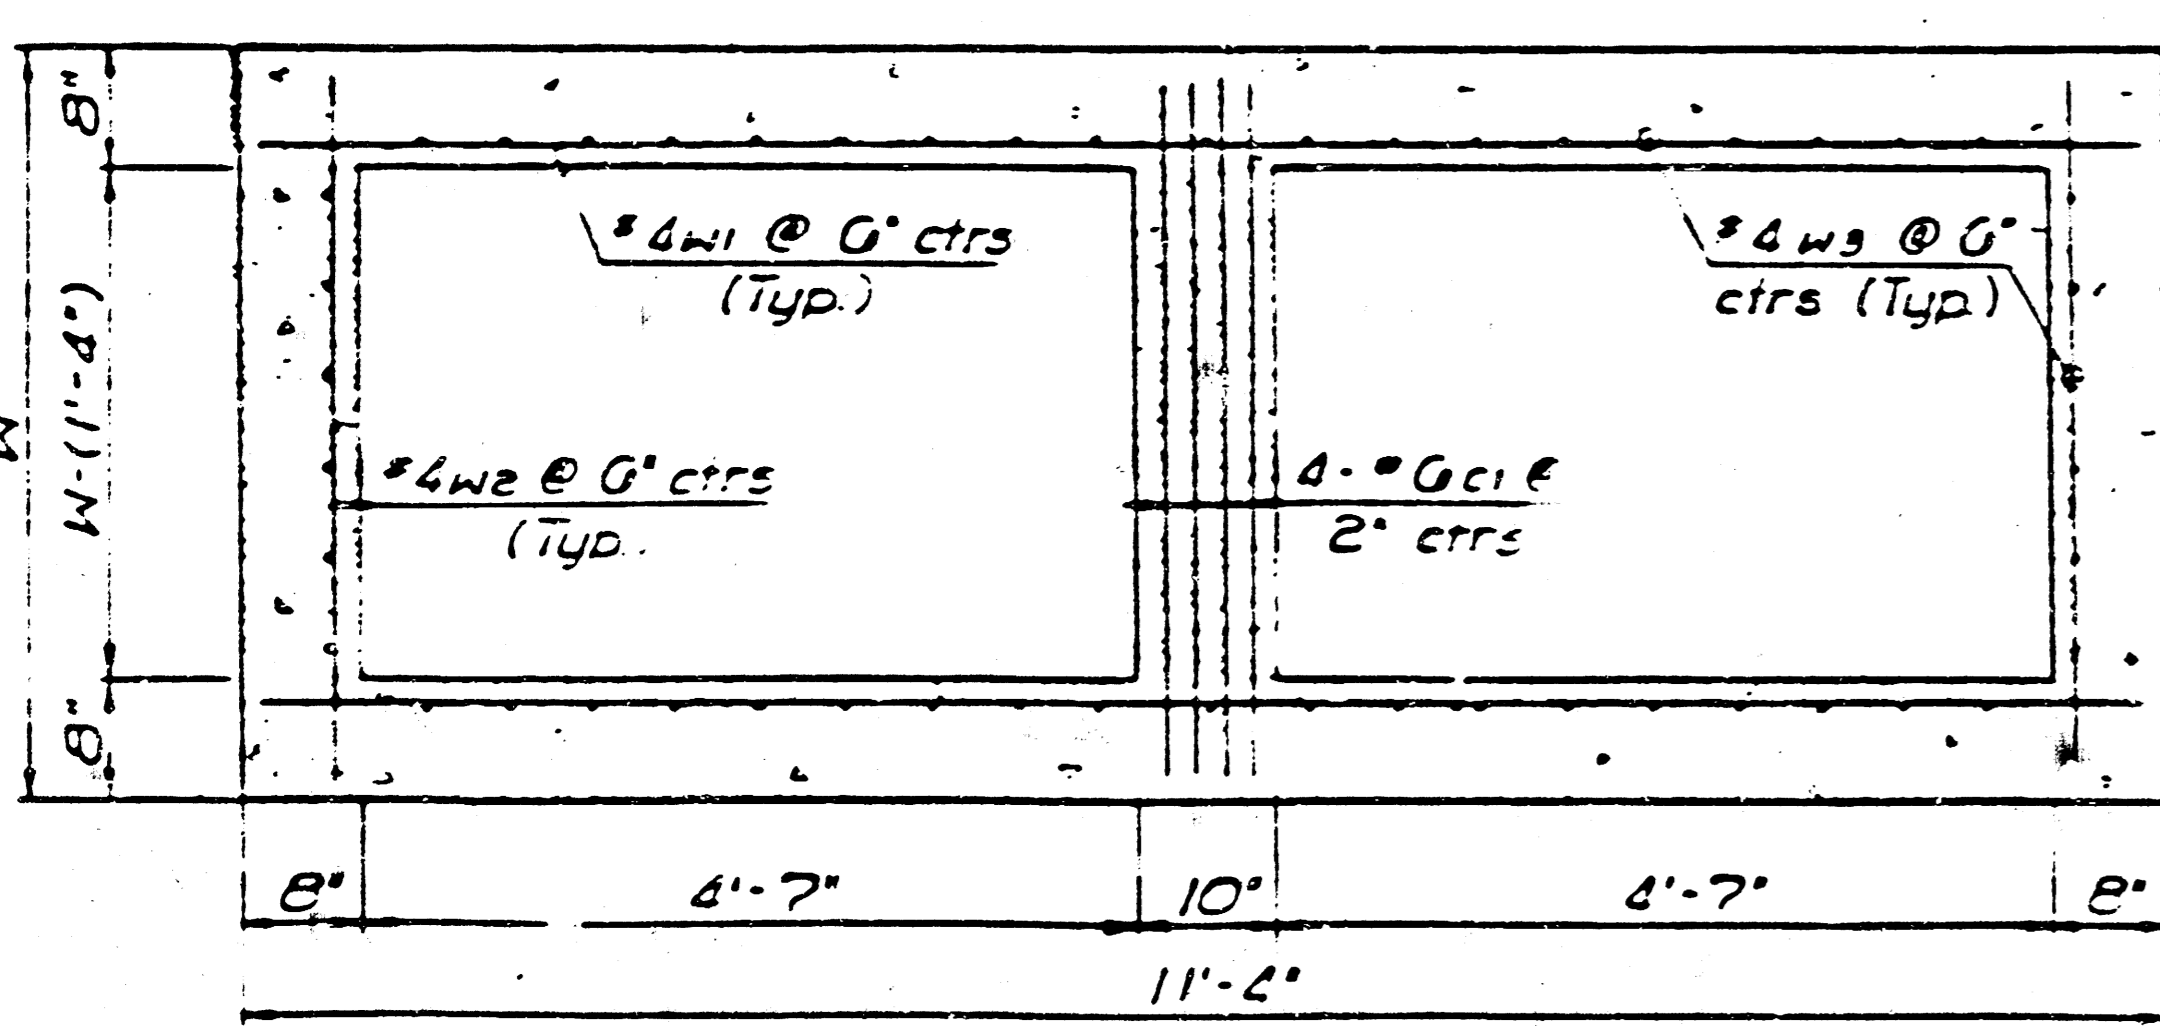 8"
#4w1 @ 6" ctrs
(Typ.)
#4w3 @ 6"
ctrs (Typ.)
W-(1'-4")
W
#4w2 @ 6" ctrs
(Typ.
4-#6c1 @
2" ctrs
8"
8"
4'-7"
10"
4'-7"
8"
11'-4"